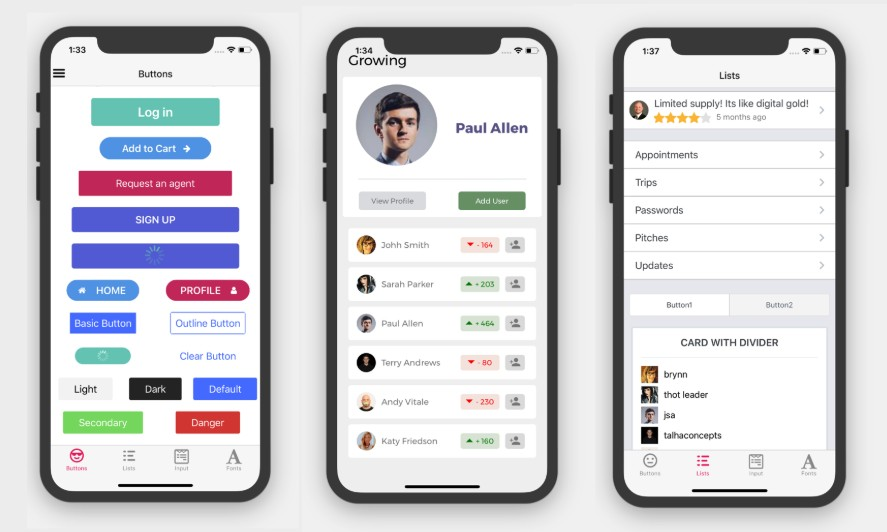 1:33
Buttons
Log in
Add to Cart
Request an agent
SIGN UP
HOME
PROFILE
Basic Button
Outline Button
Clear Button
Light
Dark
Default
Secondary
Danger
Buttons
Lists
Input
Fonts
1:34
Growing
Paul Allen
View Profile
Add User
Johh Smith
- 164
Sarah Parker
+ 203
Paul Allen
+ 464
Terry Andrews
- 80
Andy Vitale
- 230
Katy Friedson
+ 160
1:37
Lists
Limited supply! Its like digital gold!
5 months ago
Appointments
Trips
Passwords
Pitches
Updates
Button1
Button2
CARD WITH DIVIDER
brynn
thot leader
jsa
talhaconcepts
Buttons
Lists
Input
Fonts